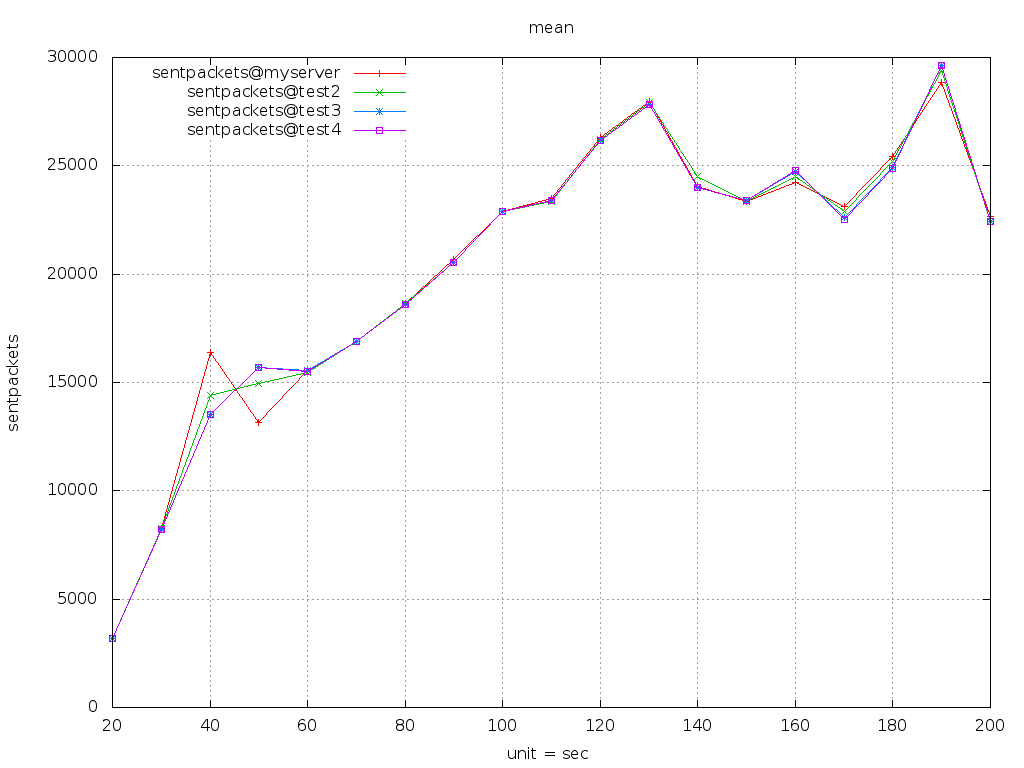 mean
30000
25000
20000
15000
10000
5000
0
sentpackets
sentpackets@myserver
sentpackets@test2
sentpackets@test3
sentpackets@test4
20 40 60 80 100 120 140 160 180 200
unit = sec